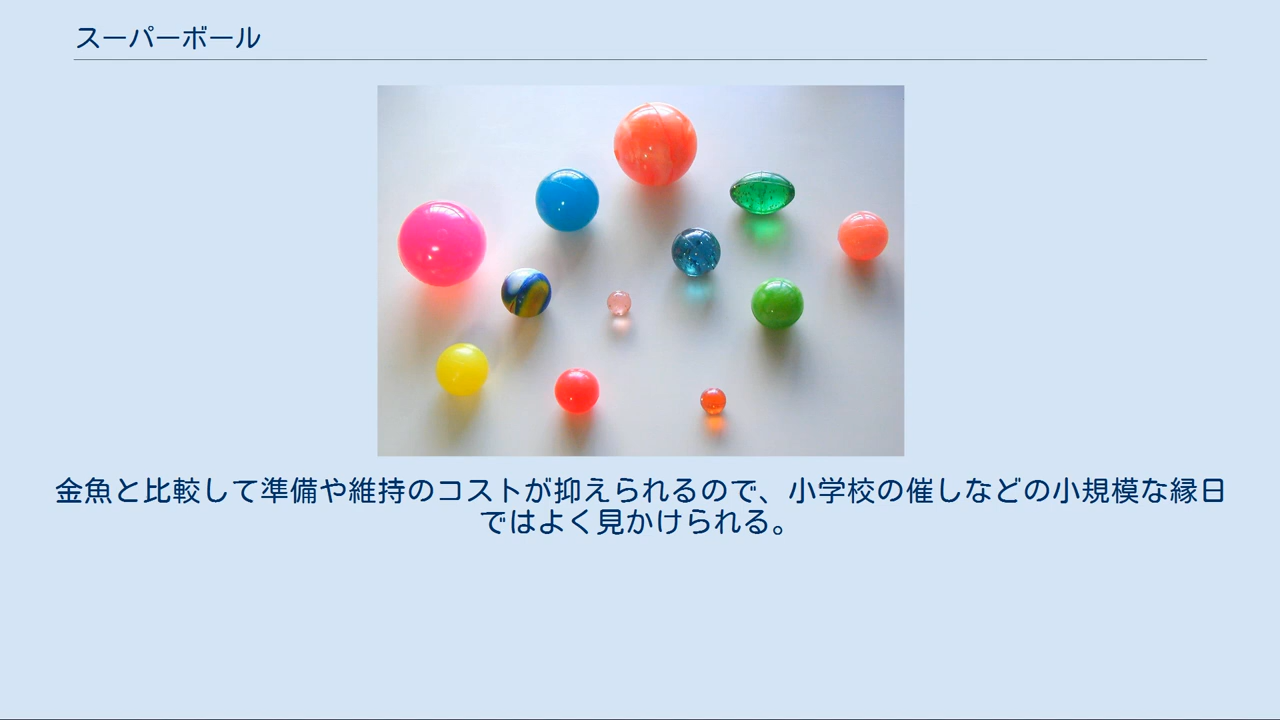 スーパーボール
金魚と比較して準備や維持のコストが抑えられるので、小学校の催しなどの小規模な縁日
ではよく見かけられる。